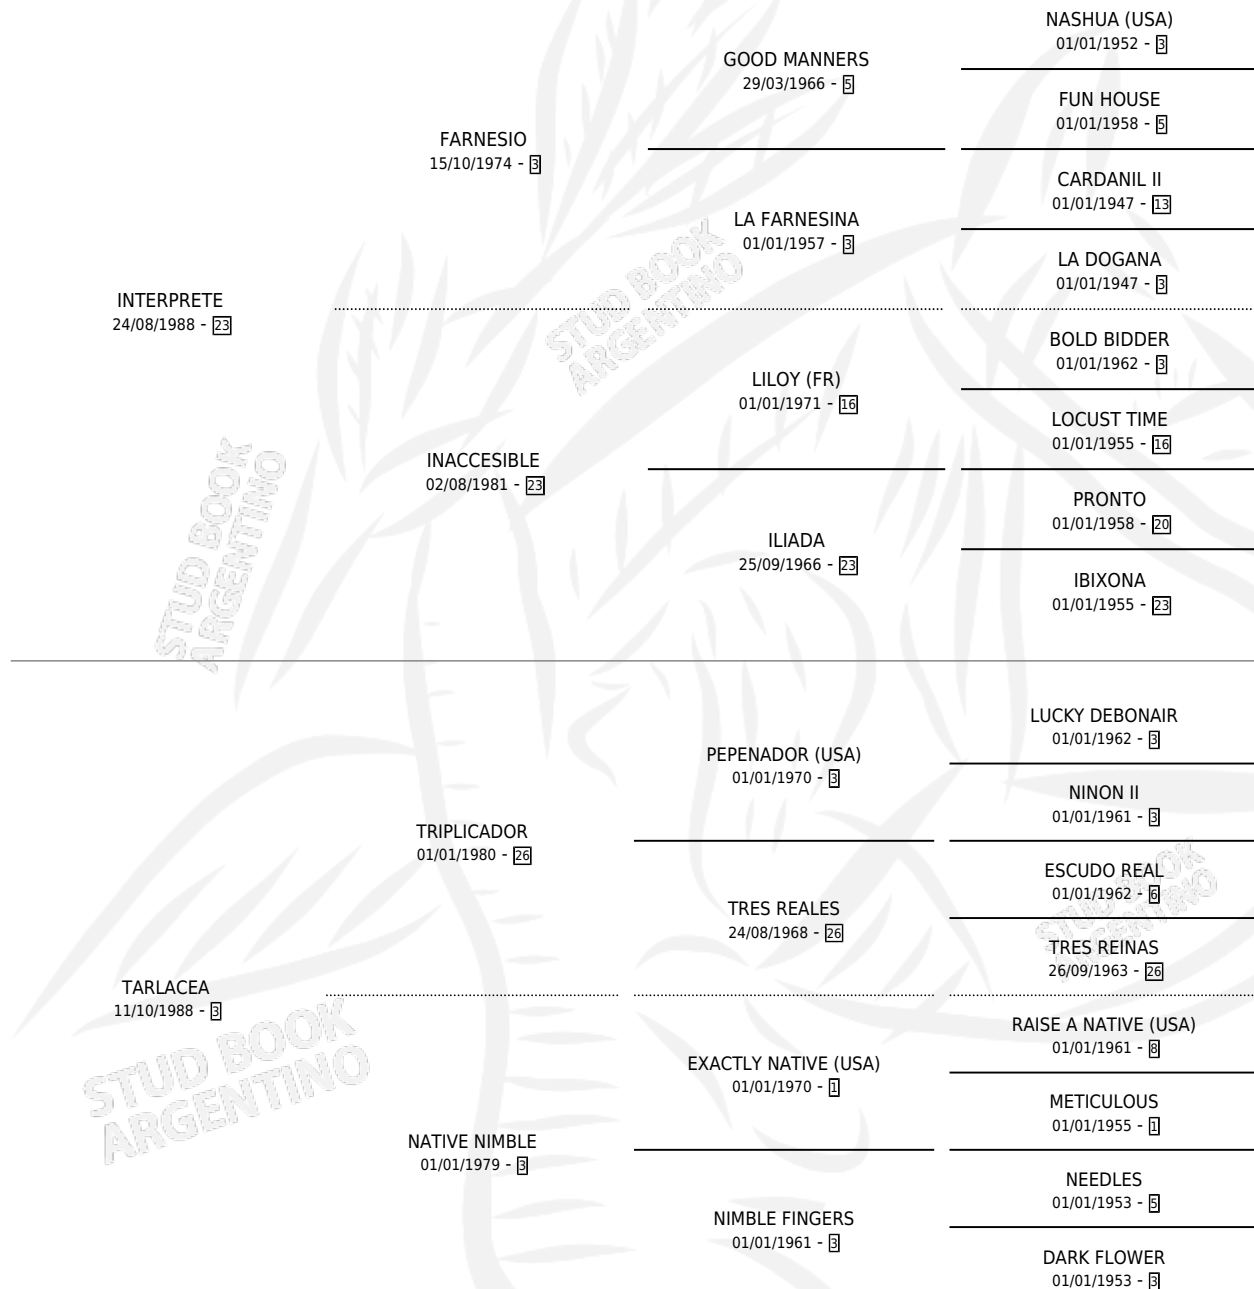 NASHUA (USA)
01/01/1952 - 3
GOOD MANNERS
29/03/1966 - 5
FUN HOUSE
01/01/1958 - 5
FARNESIO
15/10/1974 - 3
CARDANIL II
01/01/1947 - 13
LA FARNESINA
01/01/1957 - 3
LA DOGANA
01/01/1947 - 3
INTERPRETE
24/08/1988 - 23
BOLD BIDDER
01/01/1962 - 3
LILOY (FR)
01/01/1971 - 16
LOCUST TIME
01/01/1955 - 16
INACCESIBLE
02/08/1981 - 23
PRONTO
01/01/1958 - 20
ILIADA
25/09/1966 - 23
IBIXONA
01/01/1955 - 23
LUCKY DEBONAIR
01/01/1962 - 3
PEPENADOR (USA)
01/01/1970 - 3
NINON II
01/01/1961 - 3
TRIPLICADOR
01/01/1980 - 26
ESCUDO REAL
01/01/1962 - 6
TRES REALES
24/08/1968 - 26
TRES REINAS
26/09/1963 - 26
TARLACEA
11/10/1988 - 3
RAISE A NATIVE (USA)
01/01/1961 - 8
EXACTLY NATIVE (USA)
01/01/1970 - 1
METICULOUS
01/01/1955 - 1
NATIVE NIMBLE
01/01/1979 - 3
NEEDLES
01/01/1953 - 5
NIMBLE FINGERS
01/01/1961 - 3
DARK FLOWER
01/01/1953 - 3
STUD BOOK
ARGENTINO
STUD BOOK
ARGENTINO
STUD BOOK
ARGENTINO
STUD BOOK
ARGENTINO